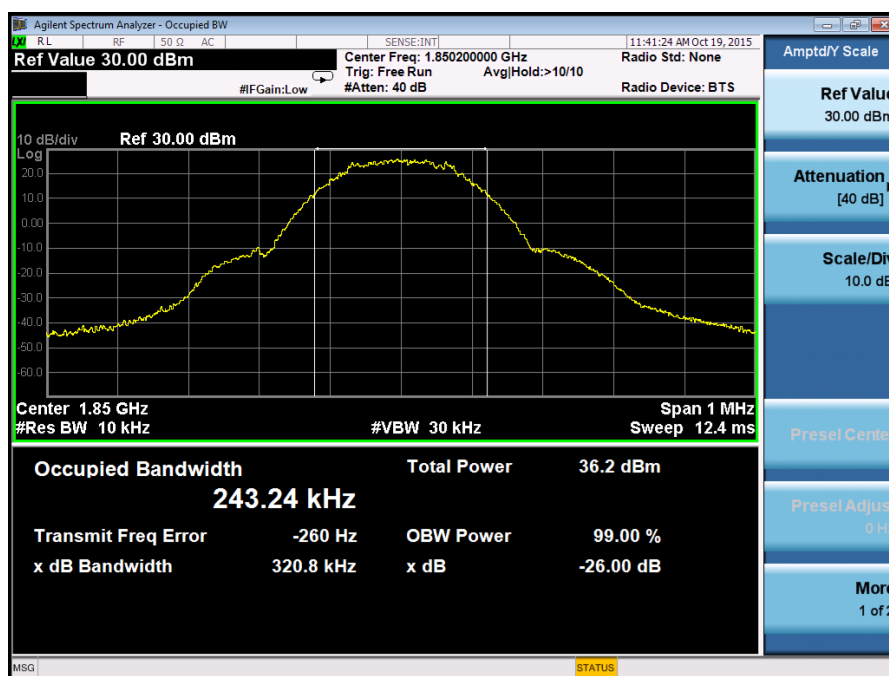 Agilent Spectrum Analyzer - Occupied BW
LXI RL RF 50 Ω AC SENSE:INT 11:41:24 AM Oct 19, 2015
Ref Value 30.00 dBm Center Freq: 1.850200000 GHz Radio Std: None
Trig: Free Run Avg|Hold:>10/10
#IFGain:Low #Atten: 40 dB Radio Device: BTS
10 dB/div Ref 30.00 dBm
Log
20.0
10.0
0.00
-10.0
-20.0
-30.0
-40.0
-50.0
-60.0
Center 1.85 GHz Span 1 MHz
#Res BW 10 kHz #VBW 30 kHz Sweep 12.4 ms
Occupied Bandwidth Total Power 36.2 dBm
243.24 kHz
Transmit Freq Error -260 Hz OBW Power 99.00 %
x dB Bandwidth 320.8 kHz x dB -26.00 dB
MSG STATUS
Amptd/Y Scale
Ref Value
30.00 dBm
Attenuation
[40 dB]
Scale/Div
10.0 dB
Presel Center
Presel Adjust
0 Hz
More
1 of 2